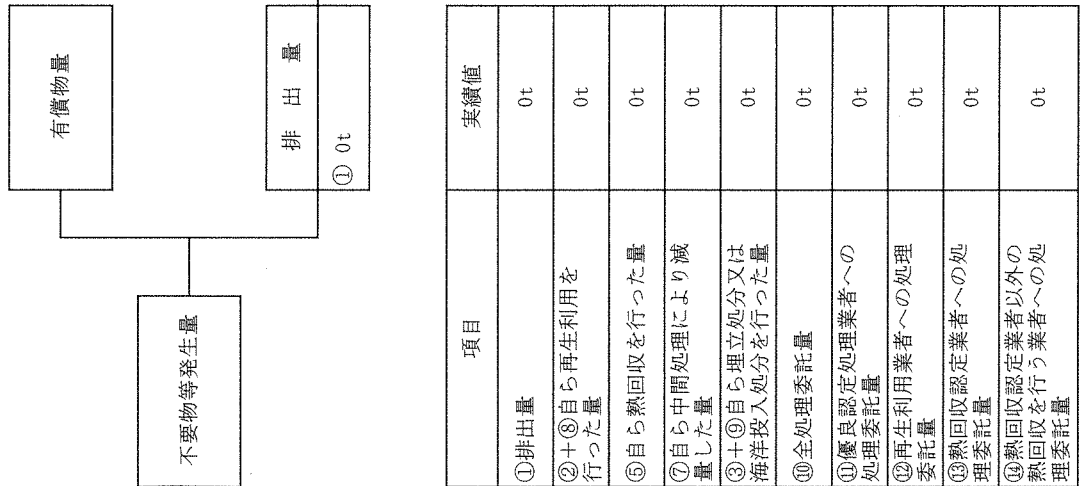 有償物量
不要物等発生量
排出量
① 0t
項目
実績値
①排出量
0t
②+⑧自ら再生利用を
行った量
0t
⑤自ら熱回収を行った量
0t
⑦自ら中間処理により減
量した量
0t
③+⑨自ら埋立処分又は
海洋投入処分を行った量
0t
⑩全処理委託量
0t
⑪優良認定処理業者への
処理委託量
0t
⑫再生利用業者への処理
委託量
0t
⑬熱回収認定業者への処
理委託量
0t
⑭熱回収認定業者以外の
熱回収を行う業者への処
理委託量
0t